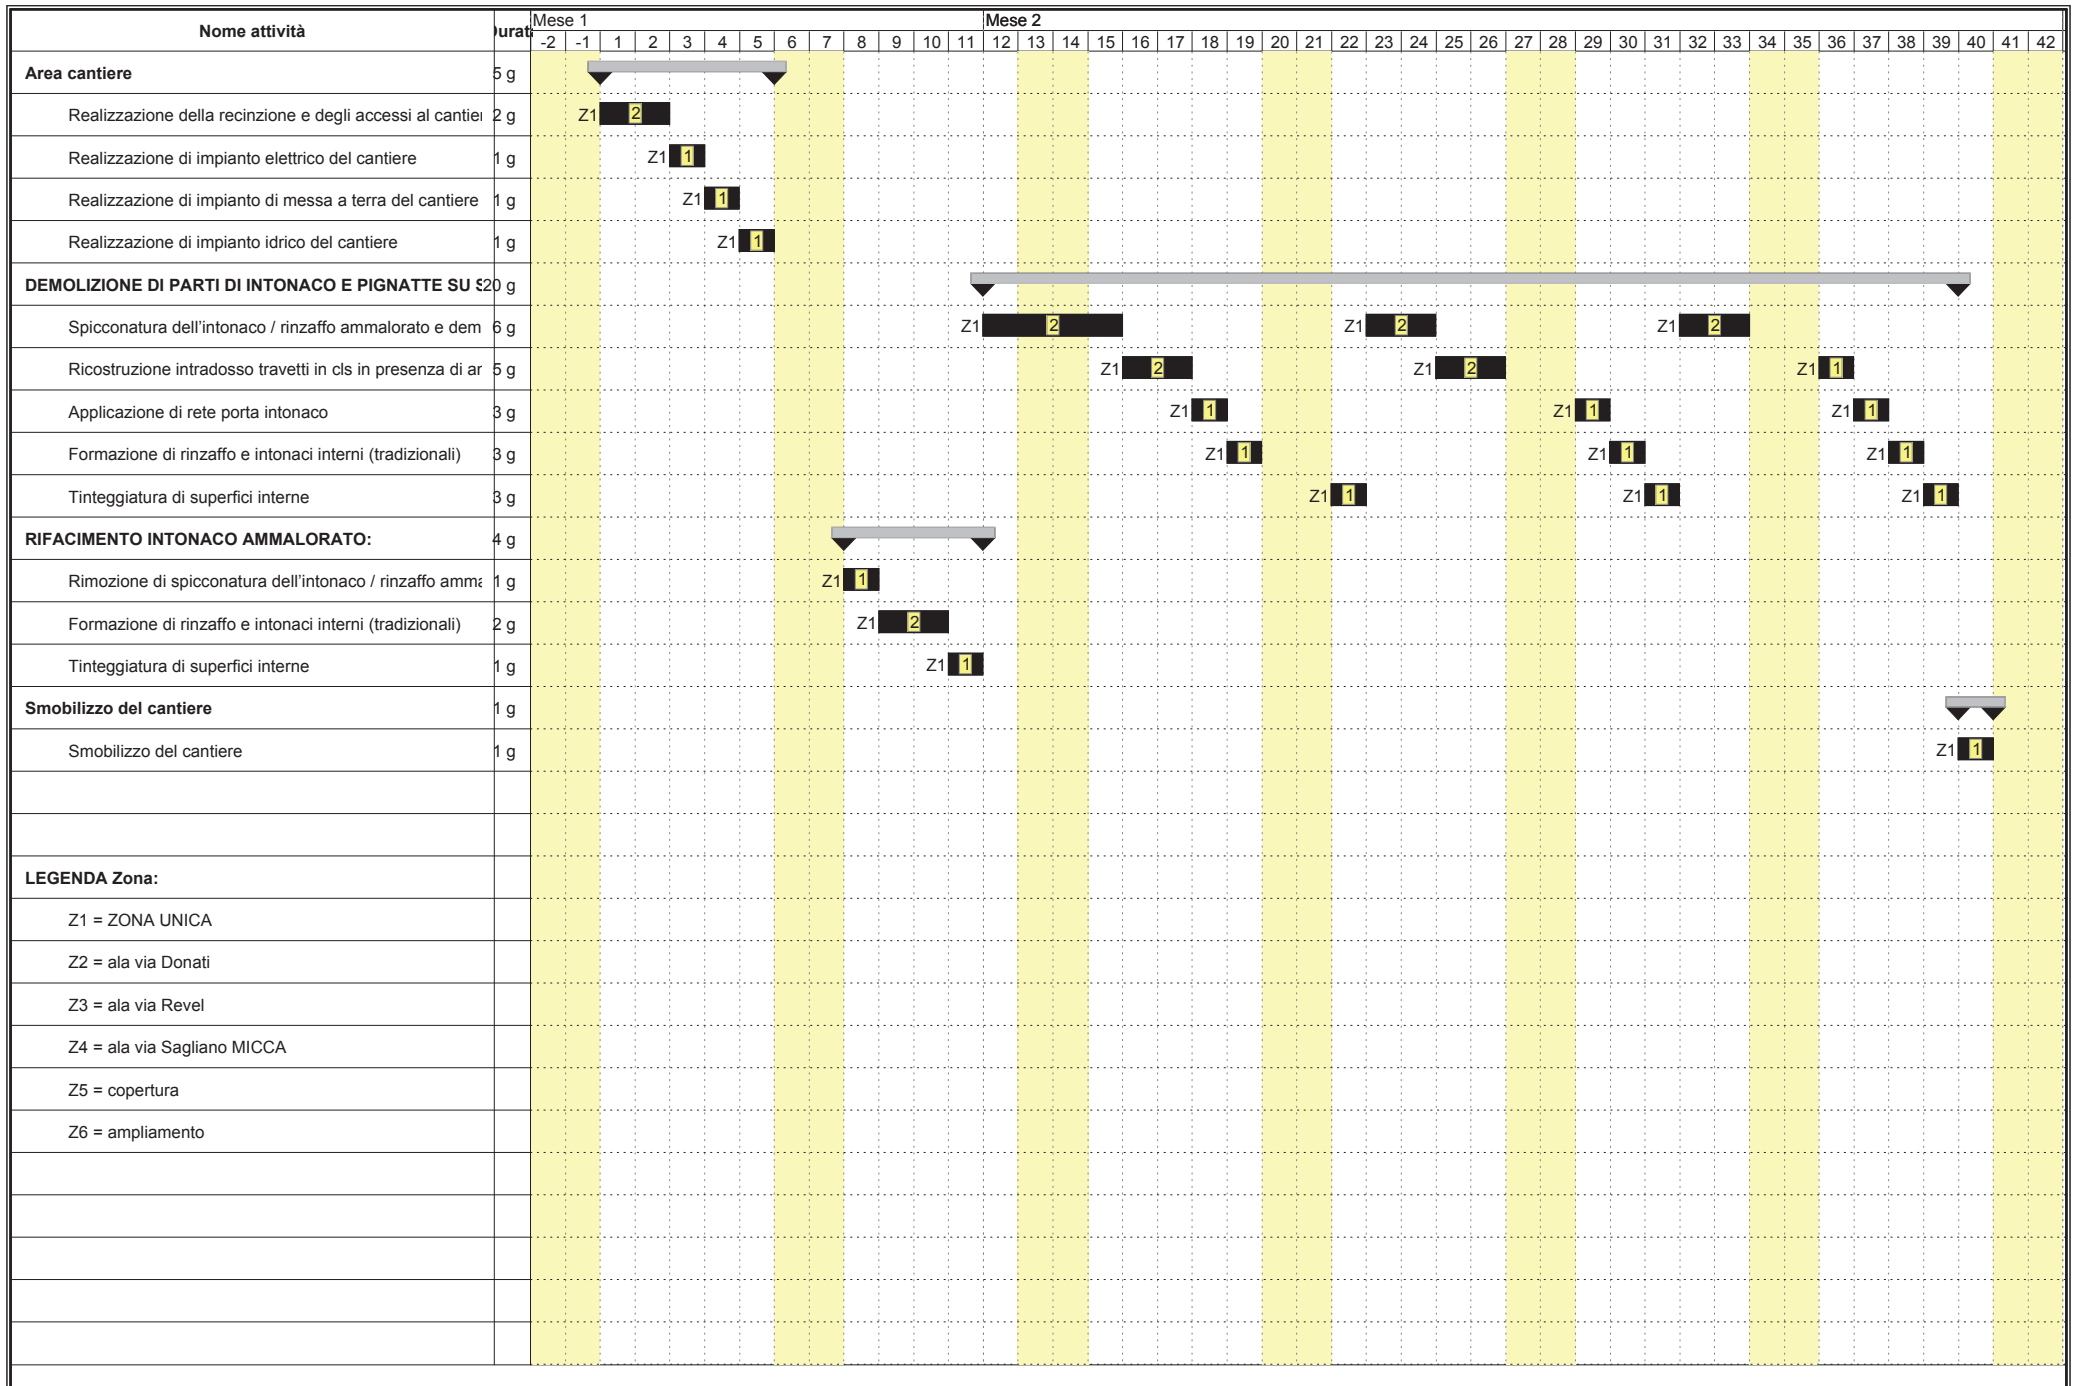 Nome attività Durata Mese 1 Mese 2
-2 -1 1 2 3 4 5 6 7 8 9 10 11 12 13 14 15 16 17 18 19 20 21 22 23 24 25 26 27 28 29 30 31 32 33 34 35 36 37 38 39 40 41 42
Area cantiere 5 g
Realizzazione della recinzione e degli accessi al cantier 2 g Z1 2
Realizzazione di impianto elettrico del cantiere 1 g Z1 1
Realizzazione di impianto di messa a terra del cantiere 1 g Z1 1
Realizzazione di impianto idrico del cantiere 1 g Z1 1
DEMOLIZIONE DI PARTI DI INTONACO E PIGNATTE SU S 20 g
Spicconatura dell'intonaco / rinzaffo ammalorato e dem 6 g Z1 2 Z1 2 Z1 2
Ricostruzione intradosso travetti in cls in presenza di ar 5 g Z1 2 Z1 2 Z1 1
Applicazione di rete porta intonaco 3 g Z1 1 Z1 1 Z1 1
Formazione di rinzaffo e intonaci interni (tradizionali) 3 g Z1 1 Z1 1 Z1 1
Tinteggiatura di superfici interne 3 g Z1 1 Z1 1 Z1 1
RIFACIMENTO INTONACO AMMALORATO: 4 g
Rimozione di spicconatura dell'intonaco / rinzaffo amma 1 g Z1 1
Formazione di rinzaffo e intonaci interni (tradizionali) 2 g Z1 2
Tinteggiatura di superfici interne 1 g Z1 1
Smobilizzo del cantiere 1 g
Smobilizzo del cantiere 1 g Z1 1
LEGENDA Zona:
Z1 = ZONA UNICA
Z2 = ala via Donati
Z3 = ala via Revel
Z4 = ala via Sagliano MICCA
Z5 = copertura
Z6 = ampliamento